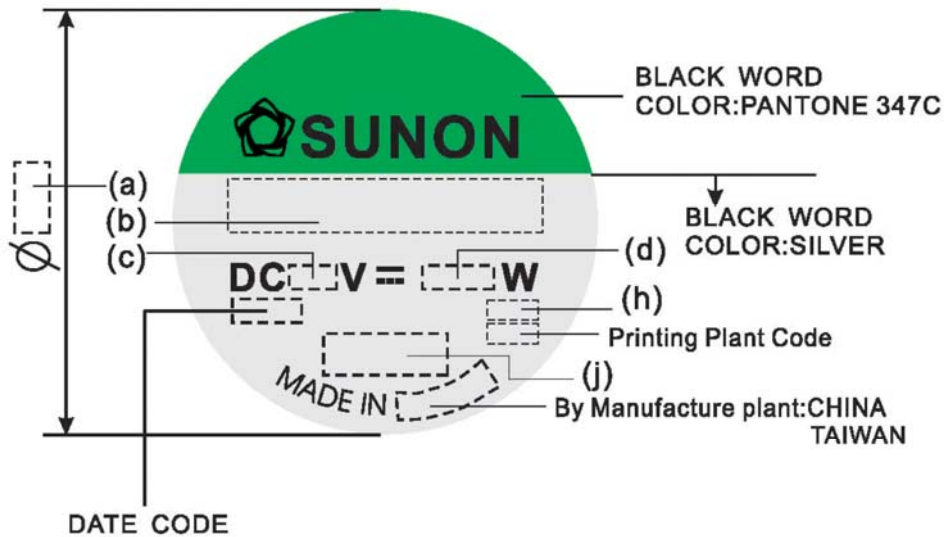 BLACK WORD
COLOR:PANTONE 347C
SUNON
(a)
(b)
BLACK WORD
COLOR:SILVER
(c)
(d)
DC V ⎓ W
(h)
Printing Plant Code
(j)
MADE IN
By Manufacture plant:CHINA
TAIWAN
Ø
DATE CODE